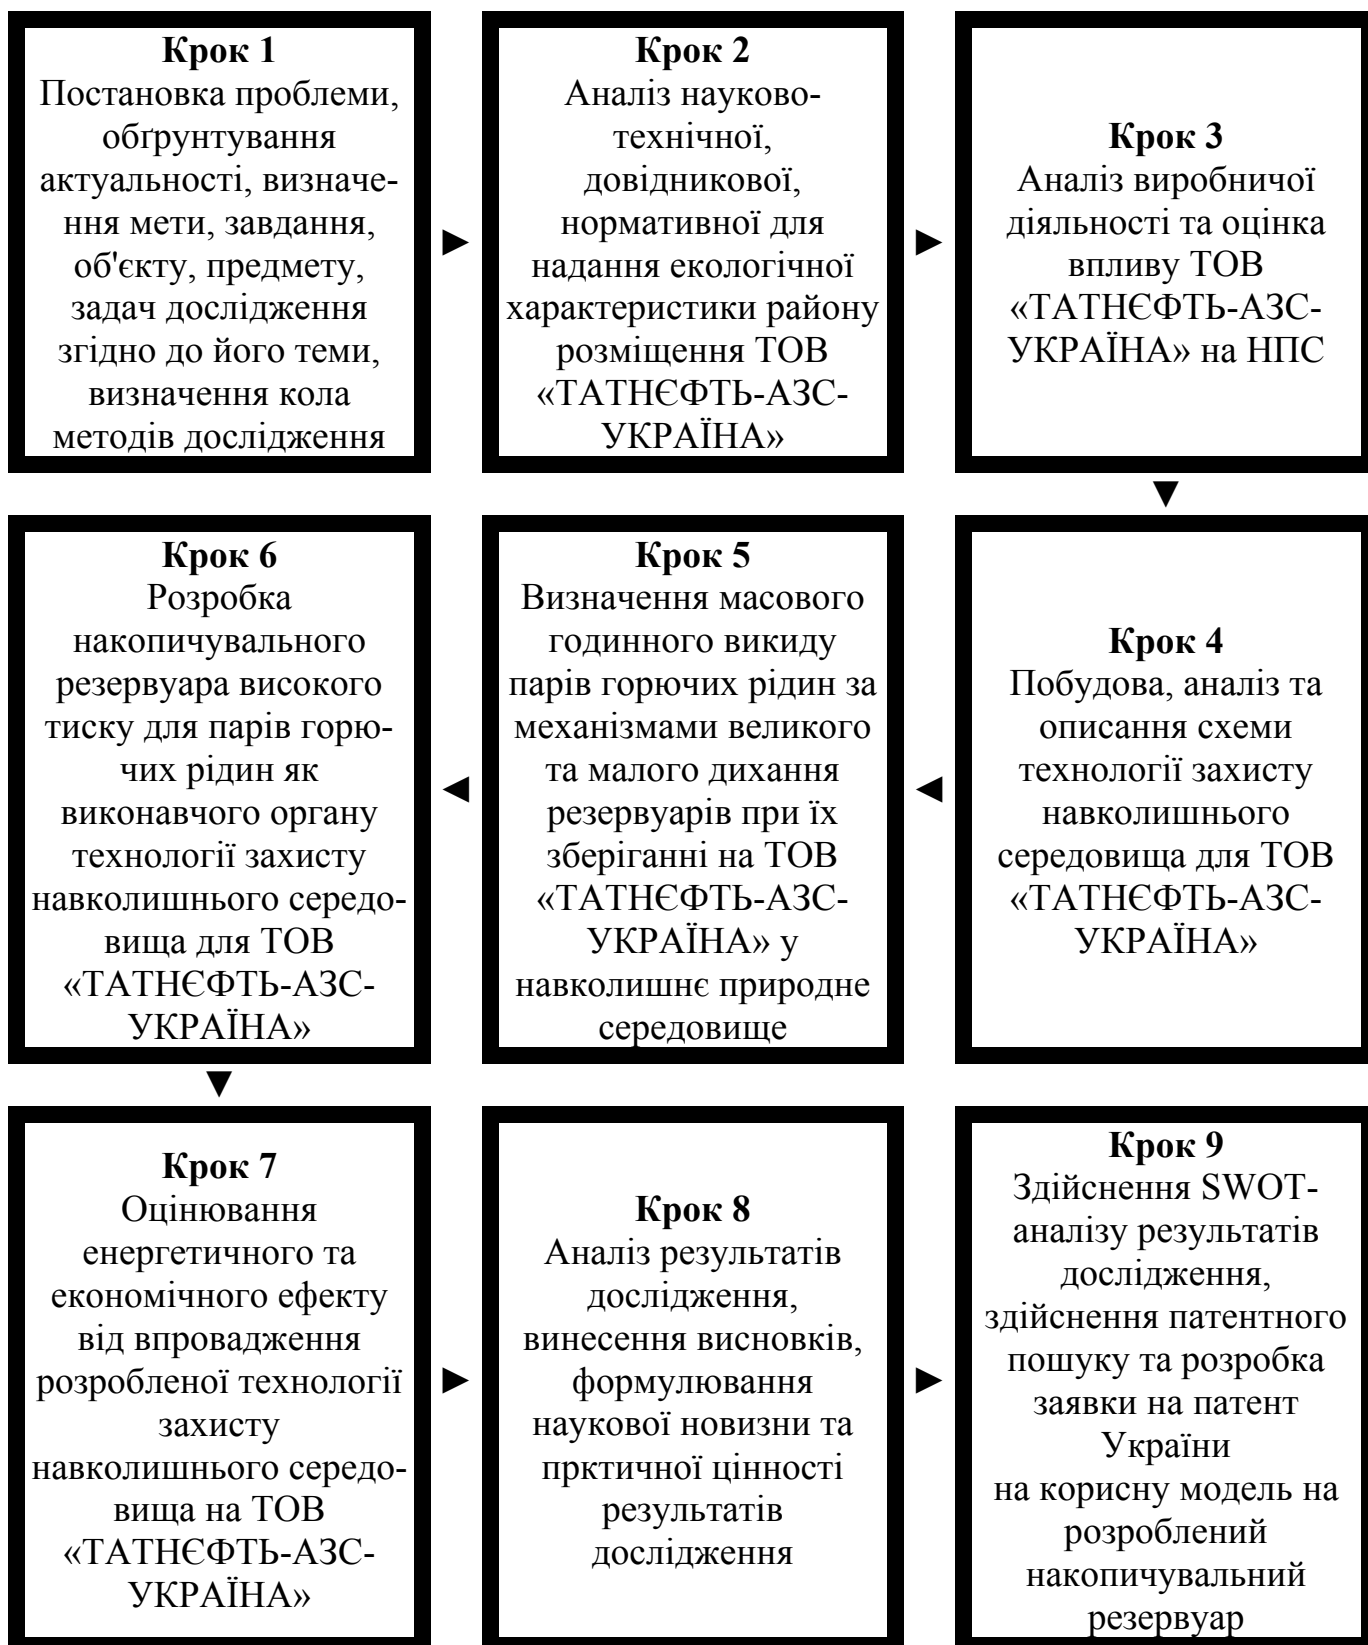 Крок 1
Постановка проблеми,
обґрунтування
актуальності, визначе-
ння мети, завдання,
об'єкту, предмету,
задач дослідження
згідно до його теми,
визначення кола
методів дослідження
Крок 2
Аналіз науково-
технічної,
довідникової,
нормативної для
надання екологічної
характеристики району
розміщення ТОВ
«ТАТНЄФТЬ-АЗС-
УКРАЇНА»
Крок 3
Аналіз виробничої
діяльності та оцінка
впливу ТОВ
«ТАТНЄФТЬ-АЗС-
УКРАЇНА» на НПС
Крок 4
Побудова, аналіз та
описання схеми
технології захисту
навколишнього
середовища для ТОВ
«ТАТНЄФТЬ-АЗС-
УКРАЇНА»
Крок 5
Визначення масового
годинного викиду
парів горючих рідин за
механізмами великого
та малого дихання
резервуарів при їх
зберіганні на ТОВ
«ТАТНЄФТЬ-АЗС-
УКРАЇНА» у
навколишнє природне
середовище
Крок 6
Розробка
накопичувального
резервуара високого
тиску для парів горю-
чих рідин як
виконавчого органу
технології захисту
навколишнього середо-
вища для ТОВ
«ТАТНЄФТЬ-АЗС-
УКРАЇНА»
Крок 7
Оцінювання
енергетичного та
економічного ефекту
від впровадження
розробленої технології
захисту
навколишнього середо-
вища на ТОВ
«ТАТНЄФТЬ-АЗС-
УКРАЇНА»
Крок 8
Аналіз результатів
дослідження,
винесення висновків,
формулювання
наукової новизни та
прктичної цінності
результатів
дослідження
Крок 9
Здійснення SWOT-
аналізу результатів
дослідження,
здійснення патентного
пошуку та розробка
заявки на патент
України
на корисну модель на
розроблений
накопичувальний
резервуар